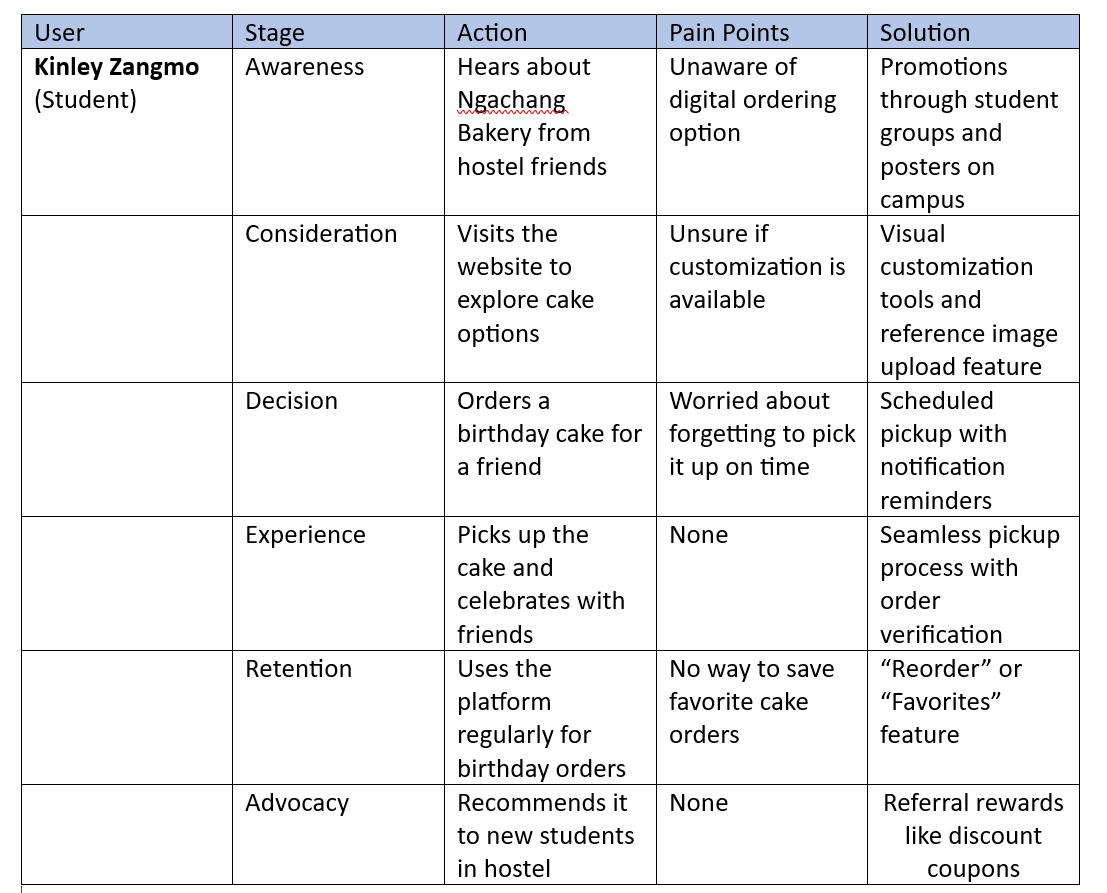 User Stage Action Pain Points Solution
Kinley Zangmo
(Student)
Awareness
Hears about
Ngachang
Bakery from
hostel friends
Unaware of
digital ordering
option
Promotions
through student
groups and
posters on
campus
Consideration
Visits the
website to
explore cake
options
Unsure if
customization is
available
Visual
customization
tools and
reference image
upload feature
Decision
Orders a
birthday cake for
a friend
Worried about
forgetting to pick
it up on time
Scheduled
pickup with
notification
reminders
Experience
Picks up the
cake and
celebrates with
friends
None
Seamless pickup
process with
order
verification
Retention
Uses the
platform
regularly for
birthday orders
No way to save
favorite cake
orders
“Reorder” or
“Favorites”
feature
Advocacy
Recommends it
to new students
in hostel
None
Referral rewards
like discount
coupons